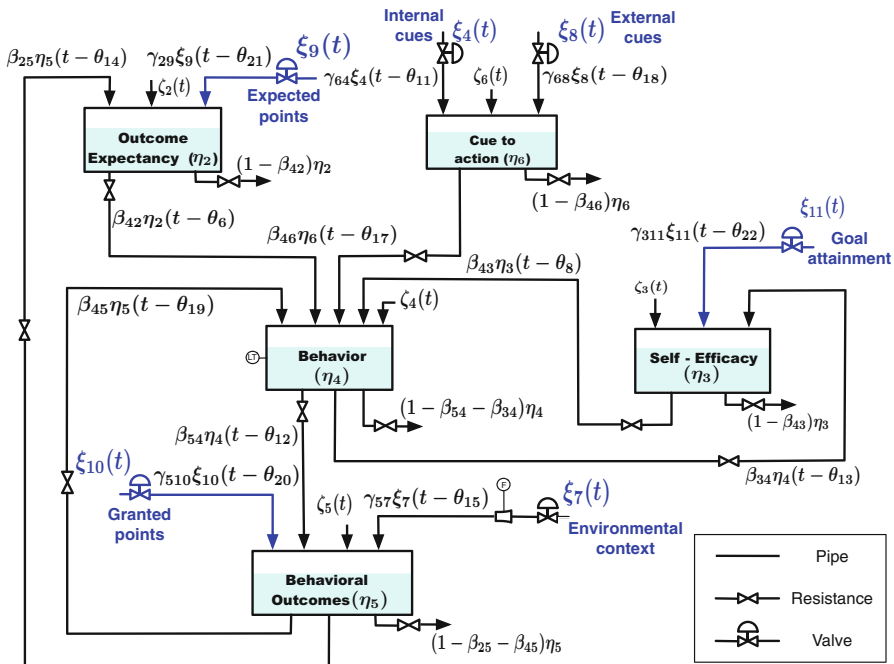 Internal cues
ξ₄(t)
ξ₈(t)
External cues
β₂₅η₅(t − θ₁₄)
γ₂₉ξ₉(t − θ₂₁)
ξ₉(t)
Expected points
ζ₂(t)
γ₆₄ξ₄(t − θ₁₁)
ζ₆(t)
γ₆₈ξ₈(t − θ₁₈)
Outcome
Expectancy (η₂)
(1 − β₄₂)η₂
Cue to
action (η₆)
(1 − β₄₆)η₆
β₄₂η₂(t − θ₆)
β₄₆η₆(t − θ₁₇)
β₄₃η₃(t − θ₈)
γ₃₁₁ξ₁₁(t − θ₂₂)
ξ₁₁(t)
Goal
attainment
β₄₅η₅(t − θ₁₉)
ζ₄(t)
ζ₃(t)
LT
Behavior
(η₄)
Self - Efficacy
(η₃)
(1 − β₅₄ − β₃₄)η₄
(1 − β₄₃)η₃
β₅₄η₄(t − θ₁₂)
β₃₄η₄(t − θ₁₃)
ξ₁₀(t)
γ₅₁₀ξ₁₀(t − θ₂₀)
Granted
points
ζ₅(t)
γ₅₇ξ₇(t − θ₁₅)
F
ξ₇(t)
Environmental
context
Behavioral
Outcomes(η₅)
(1 − β₂₅ − β₄₅)η₅
Pipe
Resistance
Valve